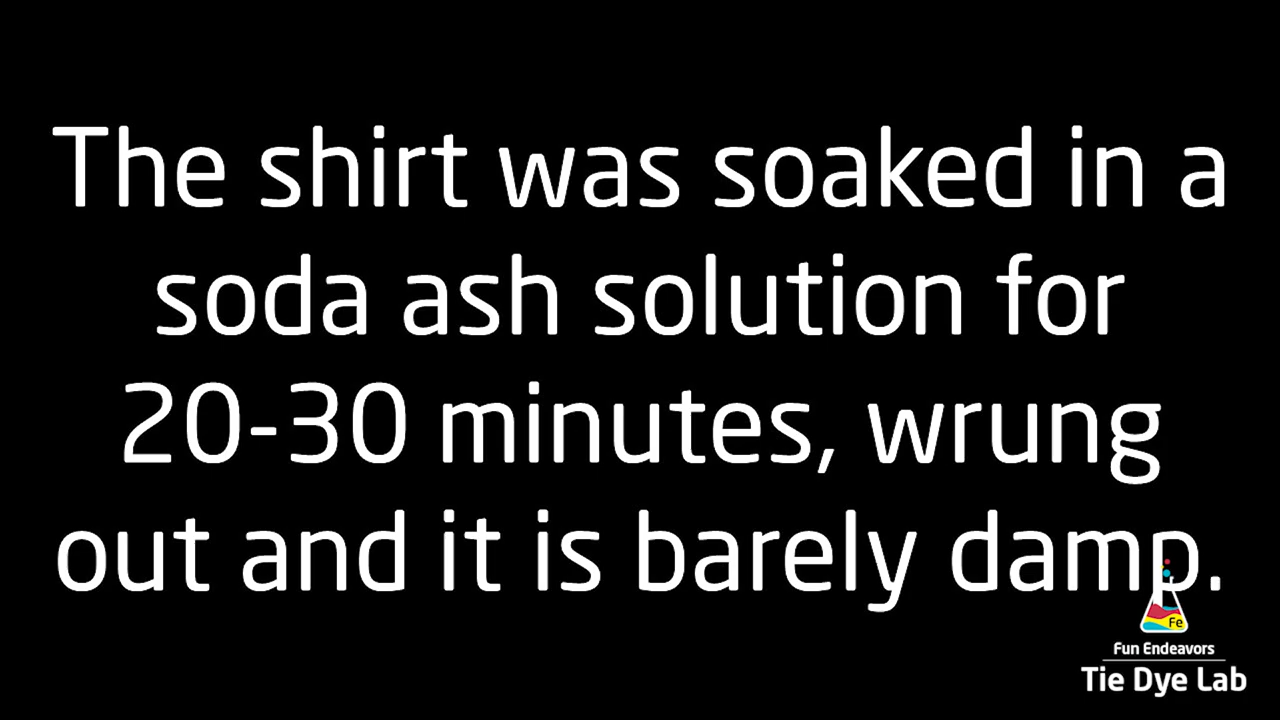 The shirt was soaked in a
soda ash solution for
20-30 minutes, wrung
out and it is barely damp.
Fe
Fun Endeavors
Tie Dye Lab